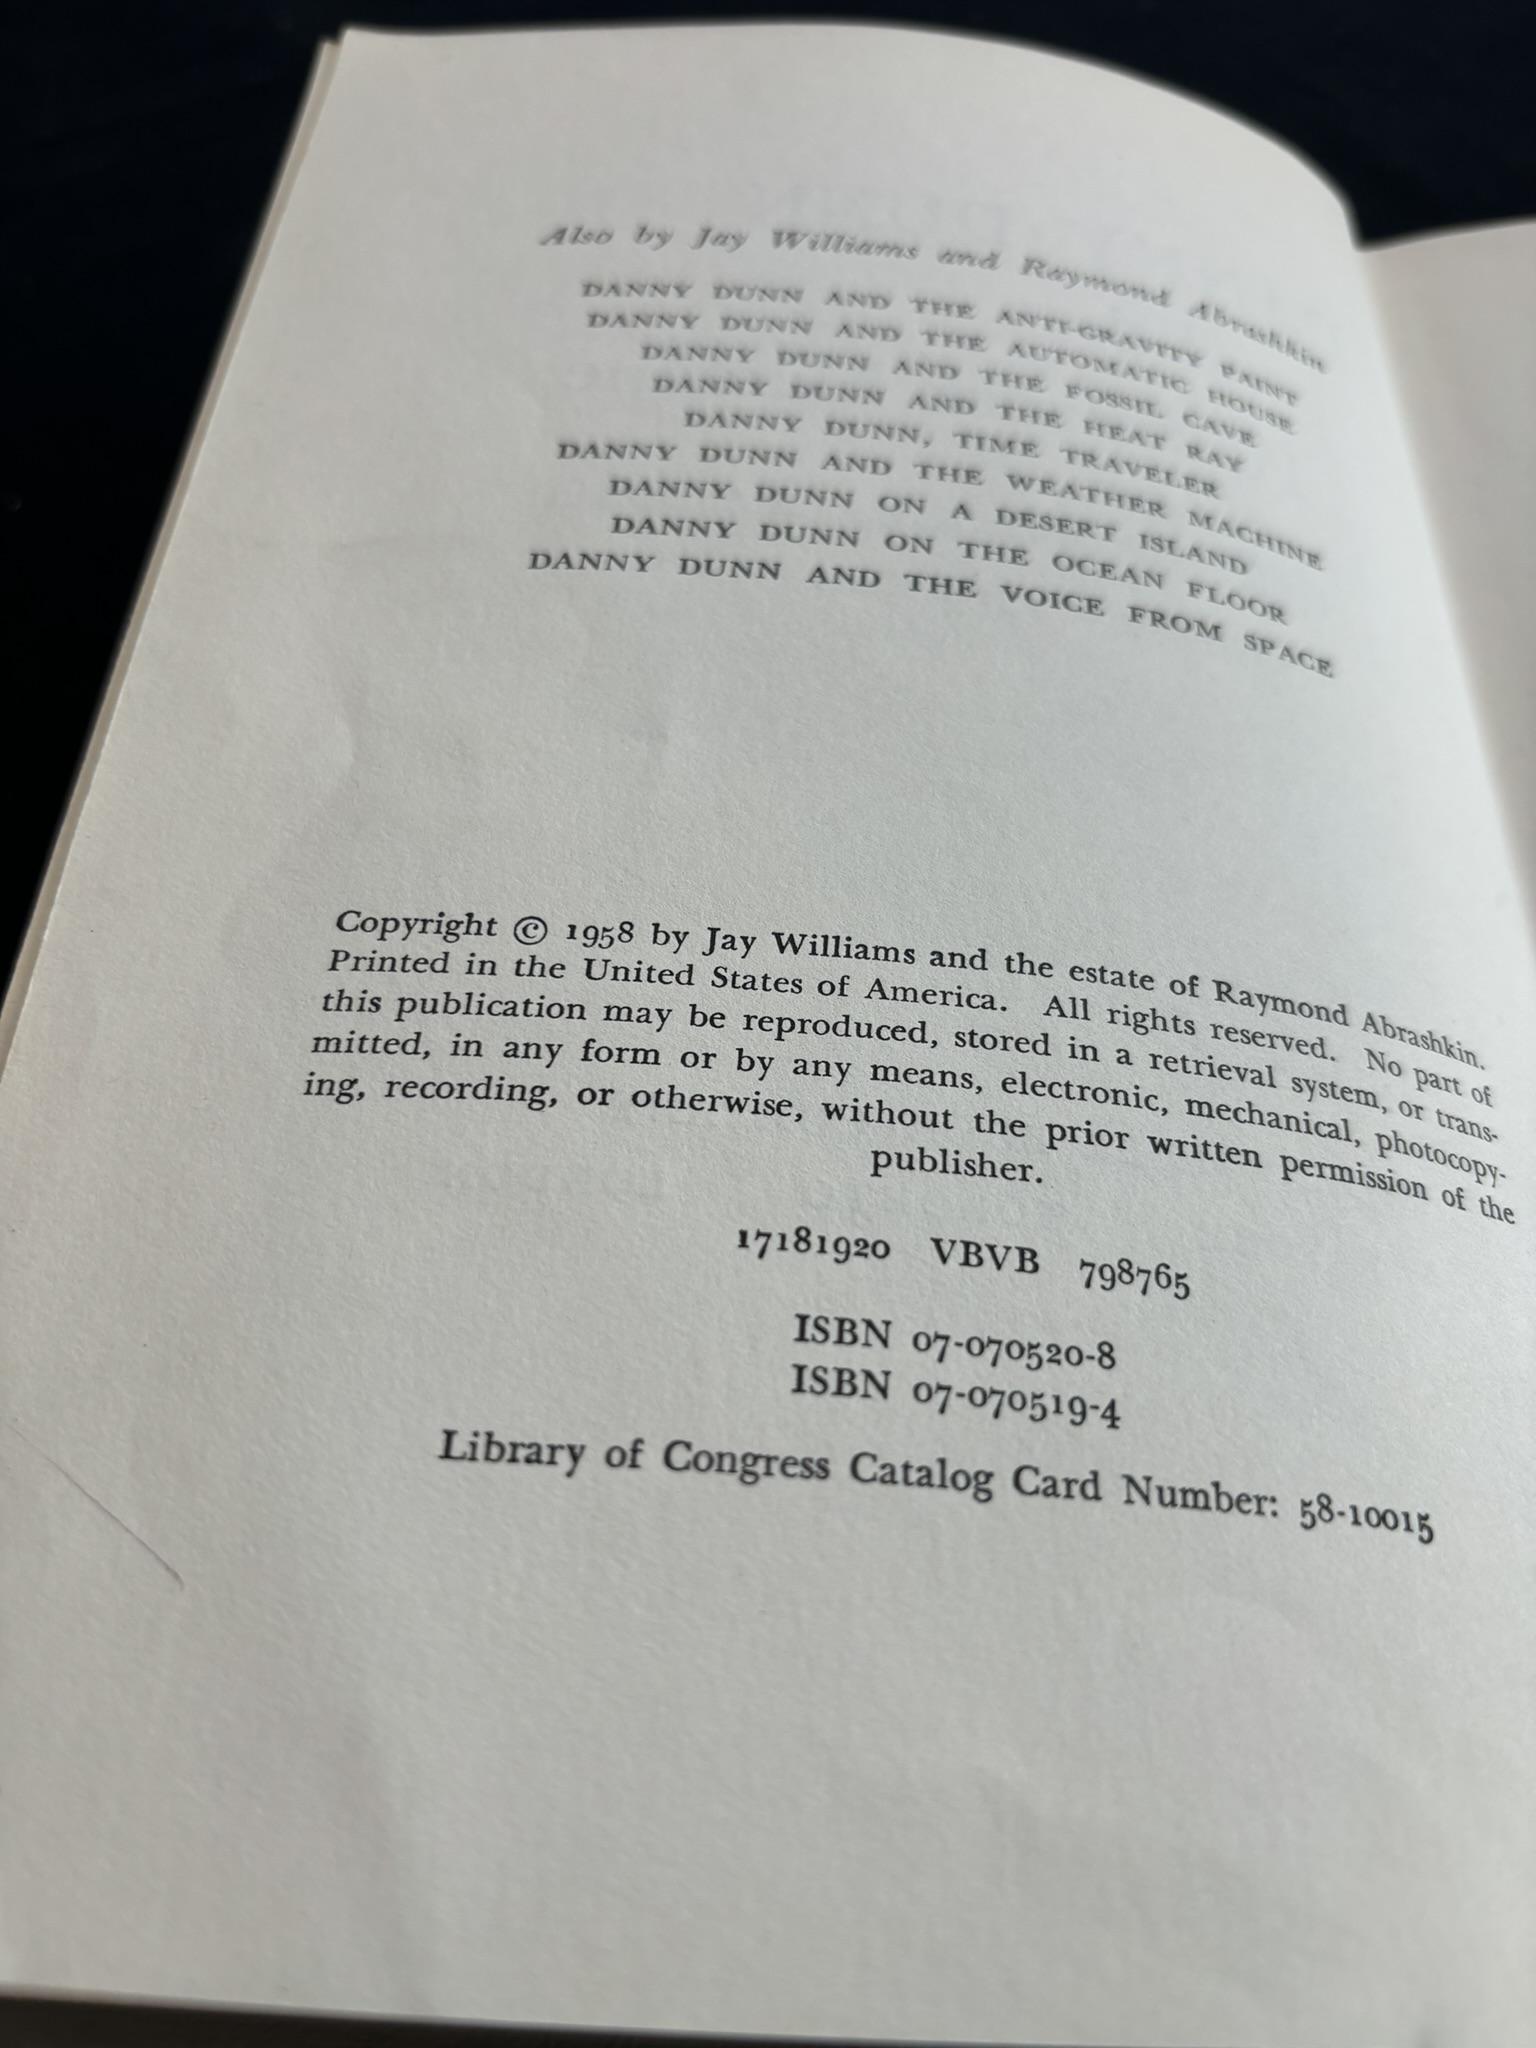 Also by Jay Williams and Raymond Abrashkin
DANNY DUNN AND THE ANTI-GRAVITY PAINT
DANNY DUNN AND THE AUTOMATIC HOUSE
DANNY DUNN AND THE FOSSIL CAVE
DANNY DUNN AND THE HEAT RAY
DANNY DUNN, TIME TRAVELER
DANNY DUNN AND THE WEATHER MACHINE
DANNY DUNN ON A DESERT ISLAND
DANNY DUNN ON THE OCEAN FLOOR
DANNY DUNN AND THE VOICE FROM SPACE
Copyright © 1958 by Jay Williams and the estate of Raymond Abrashkin.
Printed in the United States of America. All rights reserved. No part of
this publication may be reproduced, stored in a retrieval system, or trans-
mitted, in any form or by any means, electronic, mechanical, photocopy-
ing, recording, or otherwise, without the prior written permission of the
publisher.
17181920 VBVB 798765
ISBN 07-070520-8
ISBN 07-070519-4
Library of Congress Catalog Card Number: 58-10015